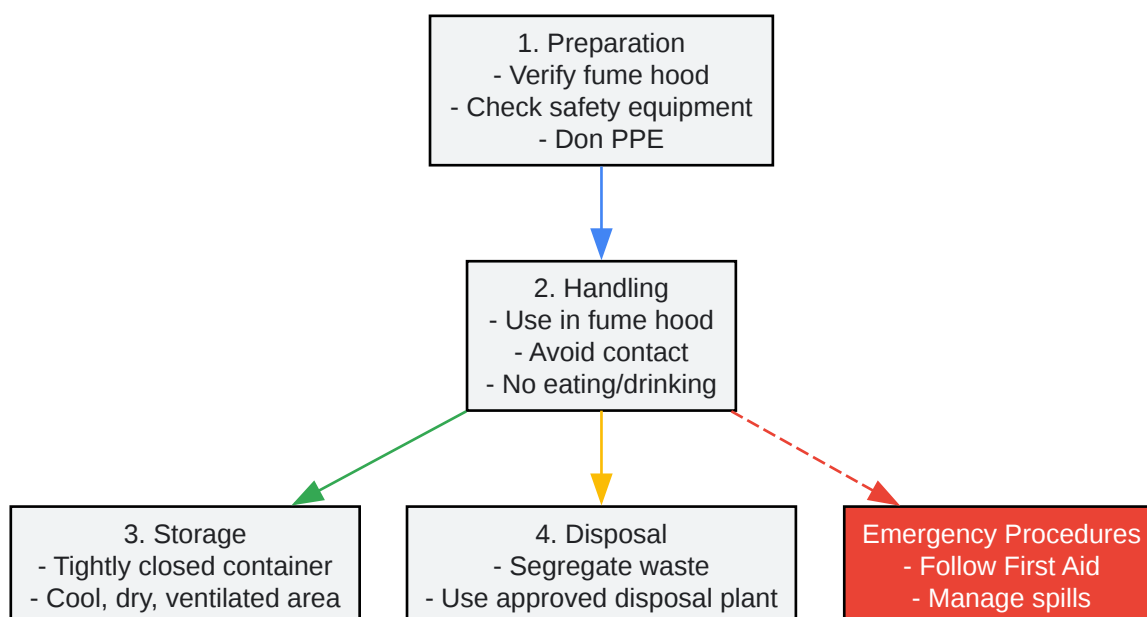 1. Preparation
- Verify fume hood
- Check safety equipment
- Don PPE
2. Handling
- Use in fume hood
- Avoid contact
- No eating/drinking
3. Storage
- Tightly closed container
- Cool, dry, ventilated area
4. Disposal
- Segregate waste
- Use approved disposal plant
Emergency Procedures
- Follow First Aid
- Manage spills